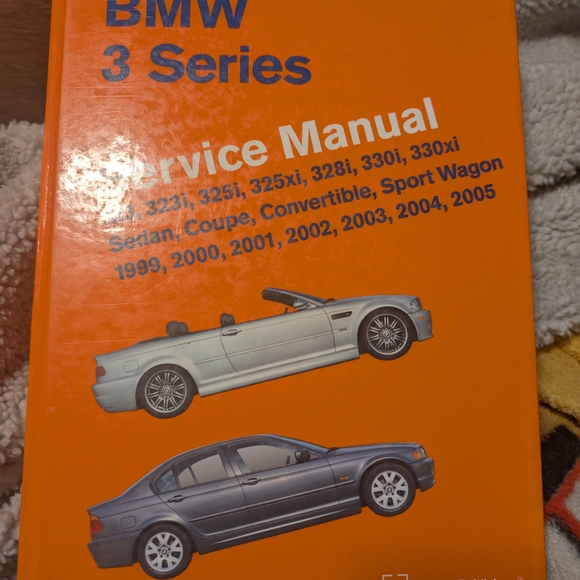 BMW
3 Series
Service Manual
323i, 325i, 325xi, 328i, 330i, 330xi
Sedan, Coupe, Convertible, Sport Wagon
1999, 2000, 2001, 2002, 2003, 2004, 2005